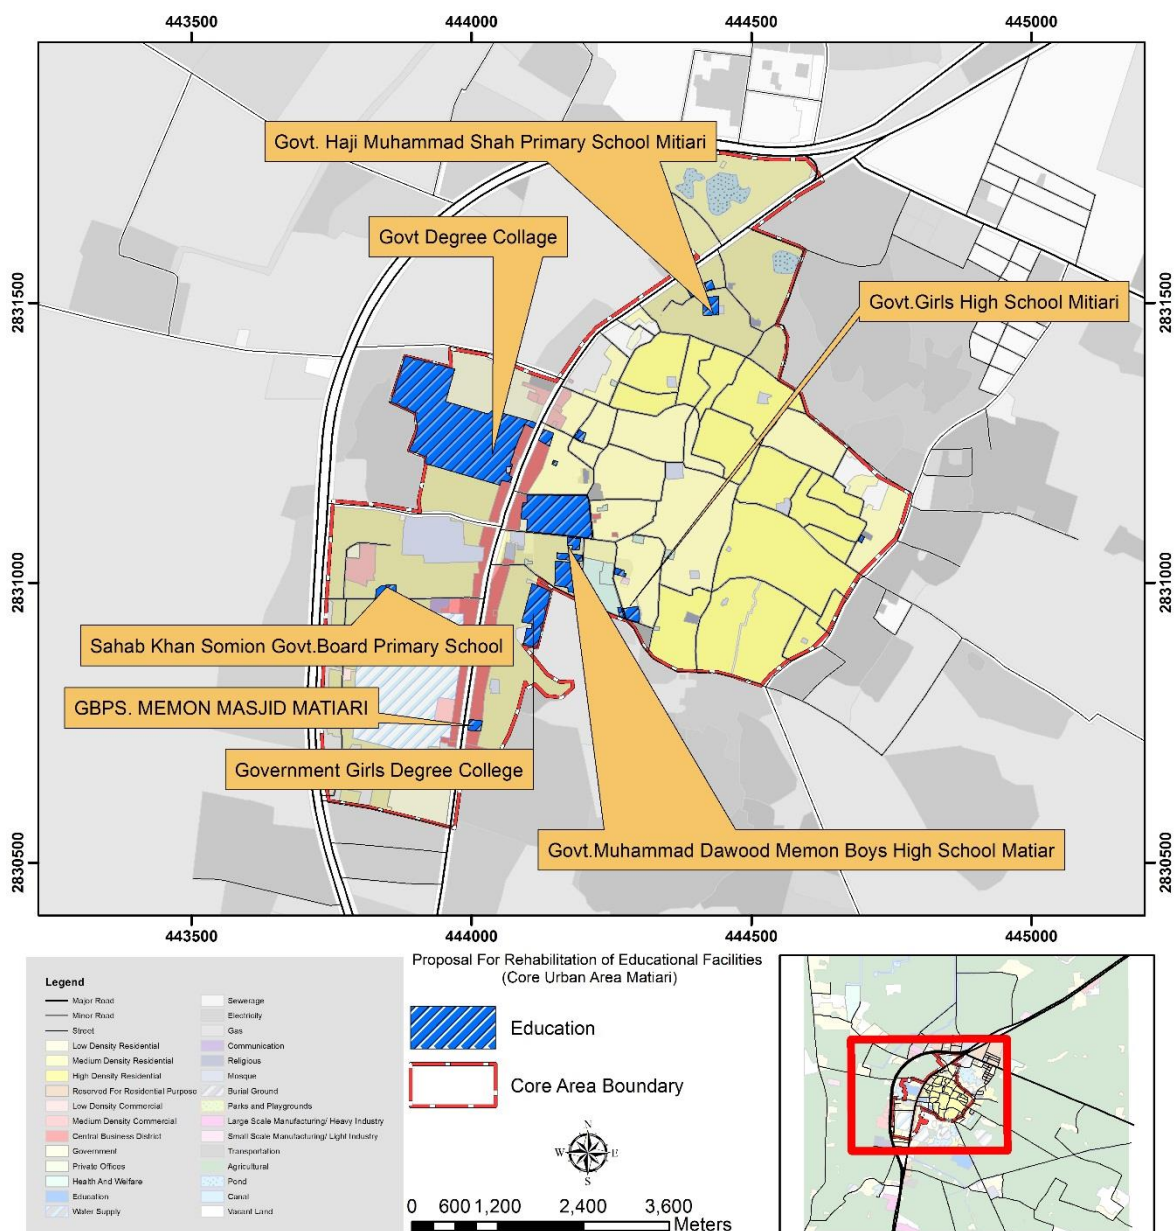 443500 444000 444500 445000
Govt. Haji Muhammad Shah Primary School Mitiari
Govt Degree Collage
2831500
2831500
Govt.Girls High School Mitiari
2831000
2831000
Sahab Khan Somion Govt.Board Primary School
GBPS. MEMON MASJID MATIARI
Government Girls Degree College
Govt.Muhammad Dawood Memon Boys High School Matiar
2830500
2830500
443500 444000 444500 445000
Legend
Major Road
Minor Road
Street
Low Density Residential
Medium Density Residential
High Density Residential
Reserved For Residential Purpose
Low Density Commercial
Medium Density Commercial
Central Business District
Government
Private Offices
Health And Welfare
Education
Water Supply
Sewerage
Electricity
Gas
Communication
Religious
Mosque
Burial Ground
Parks and Playgrounds
Large Scale Manufacturing/ Heavy Industry
Small Scale Manufacturing/ Light Industry
Transportation
Agricultural
Pond
Canal
Vacant Land
Proposal For Rehabilitation of Educational Facilities
(Core Urban Area Matiari)
Education
Core Area Boundary
N
W E
S
0 600 1,200 2,400 3,600
Meters